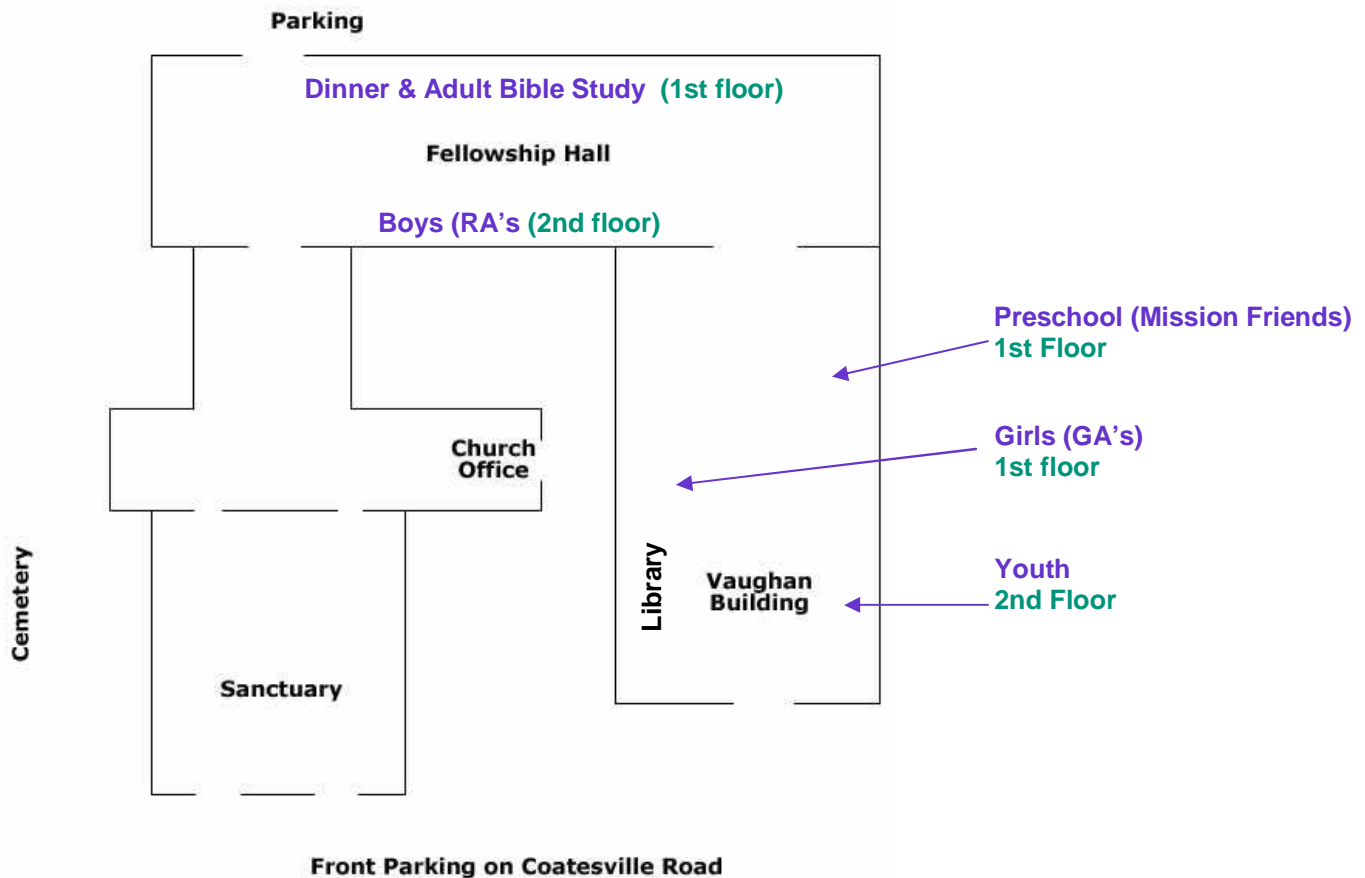 Parking
Dinner & Adult Bible Study (1st floor)
Fellowship Hall
Boys (RA’s (2nd floor)
Preschool (Mission Friends)
1st Floor
Church
Office
Girls (GA’s)
1st floor
Cemetery
Library
Vaughan
Building
Youth
2nd Floor
Sanctuary
Front Parking on Coatesville Road